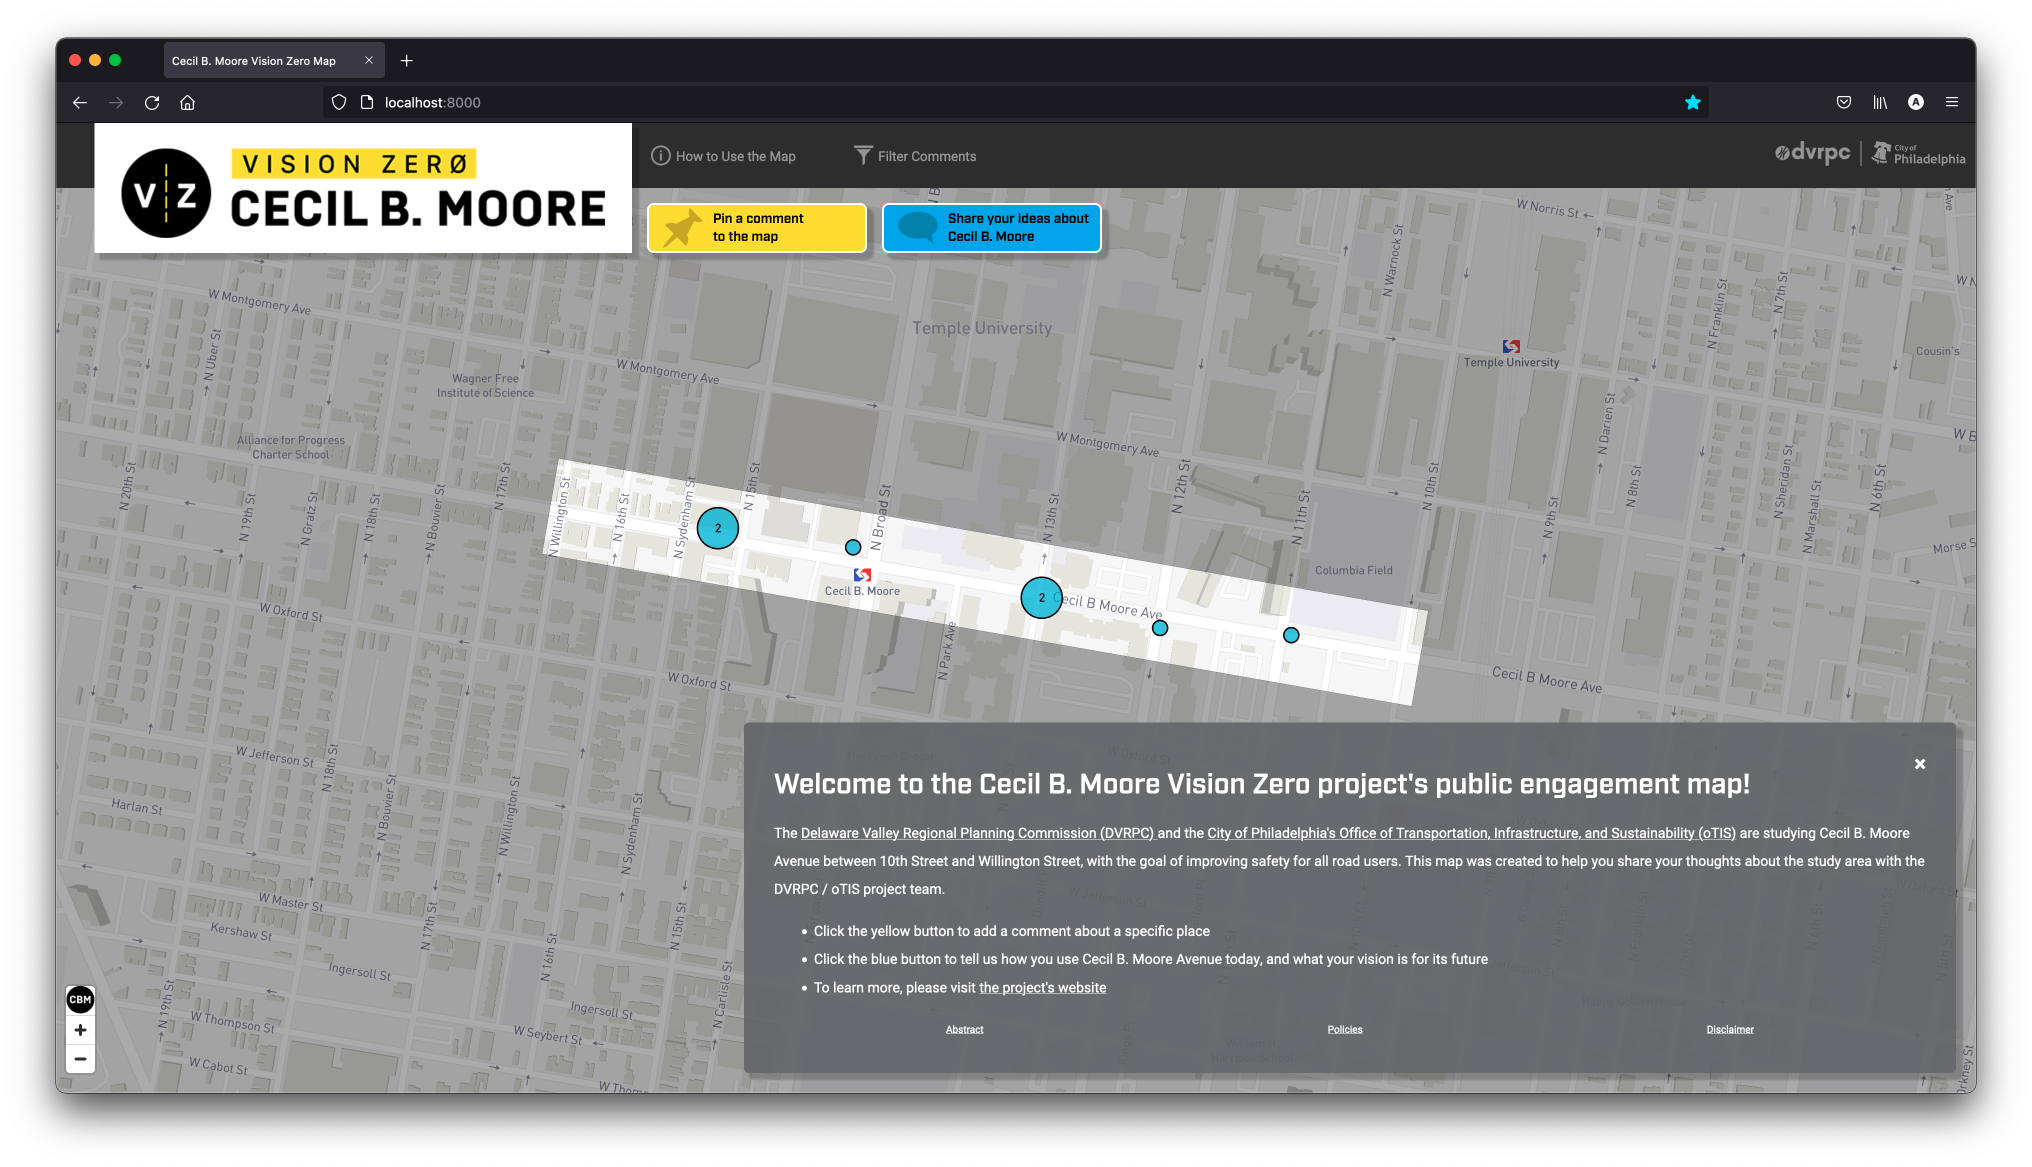 Cecil B. Moore Vision Zero Map
localhost:8000
A
VZ
VISION ZERØ
CECIL B. MOORE
How to Use the Map
Filter Comments
dvrpc
City of
Philadelphia
Pin a comment
to the map
Share your ideas about
Cecil B. Moore
W Norris St
N Warnock St
N 7th St
N Franklin St
W Montgomery Ave
N Uber St
Temple University
Temple University
Cousin's
Wagner Free
Institute of Science
W Montgomery Ave
N Darien St
Alliance for Progress
Charter School
W Montgomery Ave
N 20th St
N 19th St
N Gratz St
N 18th St
N Bouvier St
N 17th St
N Willington St
N 16th St
N Sydenham St
N 15th St
N Broad St
N 13th St
N 12th St
N 11th St
N 10th St
N 9th St
N 8th St
N Sheridan St
N Marshall St
N 6th St
2
Morse S
Columbia Field
Cecil B. Moore
2
Cecil B Moore Ave
W Oxford St
N Park Ave
W Oxford St
Cecil B Moore Ave
W Jefferson St
N 18th St
Harlan St
N Bouvier St
N Willington St
N Sydenham St
W Master St
Kershaw St
N 17th St
N 16th St
N 15th St
Ingersoll St
N Carlisle St
N 19th St
W Thompson St
Ingersoll St
W Seybert St
W Cabot St
W Thom
rkney St
Welcome to the Cecil B. Moore Vision Zero project's public engagement map!
The Delaware Valley Regional Planning Commission (DVRPC) and the City of Philadelphia's Office of Transportation, Infrastructure, and Sustainability (oTIS) are studying Cecil B. Moore
Avenue between 10th Street and Willington Street, with the goal of improving safety for all road users. This map was created to help you share your thoughts about the study area with the
DVRPC / oTIS project team.
• Click the yellow button to add a comment about a specific place
• Click the blue button to tell us how you use Cecil B. Moore Avenue today, and what your vision is for its future
• To learn more, please visit the project's website
Abstract
Policies
Disclaimer
CBM
+
−